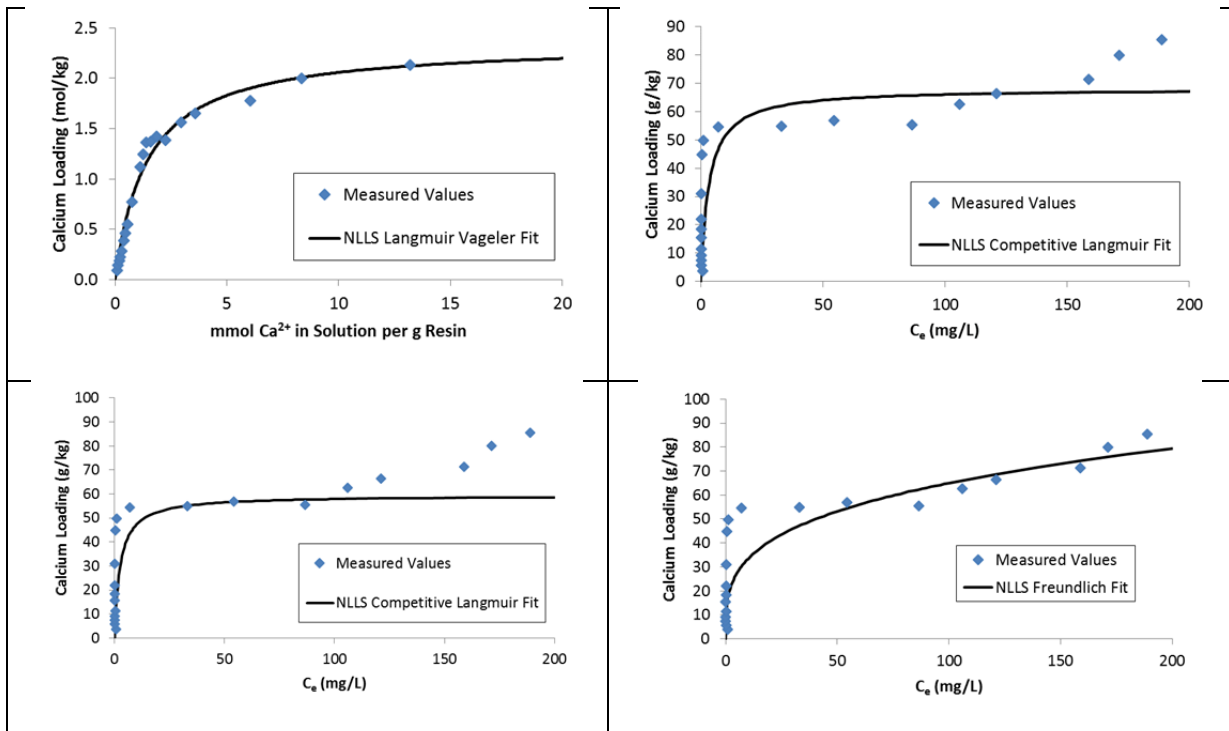 2.5
2.0
1.5
1.0
0.5
0.0
Calcium Loading (mol/kg)
Measured Values
NLLS Langmuir Vageler Fit
0 5 10 15 20
mmol Ca²⁺ in Solution per g Resin
90
80
70
60
50
40
30
20
10
0
Calcium Loading (g/kg)
Measured Values
NLLS Competitive Langmuir Fit
0 50 100 150 200
Cₑ (mg/L)
100
90
80
70
60
50
40
30
20
10
0
Calcium Loading (g/kg)
Measured Values
NLLS Competitive Langmuir Fit
0 50 100 150 200
Cₑ (mg/L)
100
90
80
70
60
50
40
30
20
10
0
Calcium Loading (g/kg)
Measured Values
NLLS Freundlich Fit
0 50 100 150 200
Cₑ (mg/L)